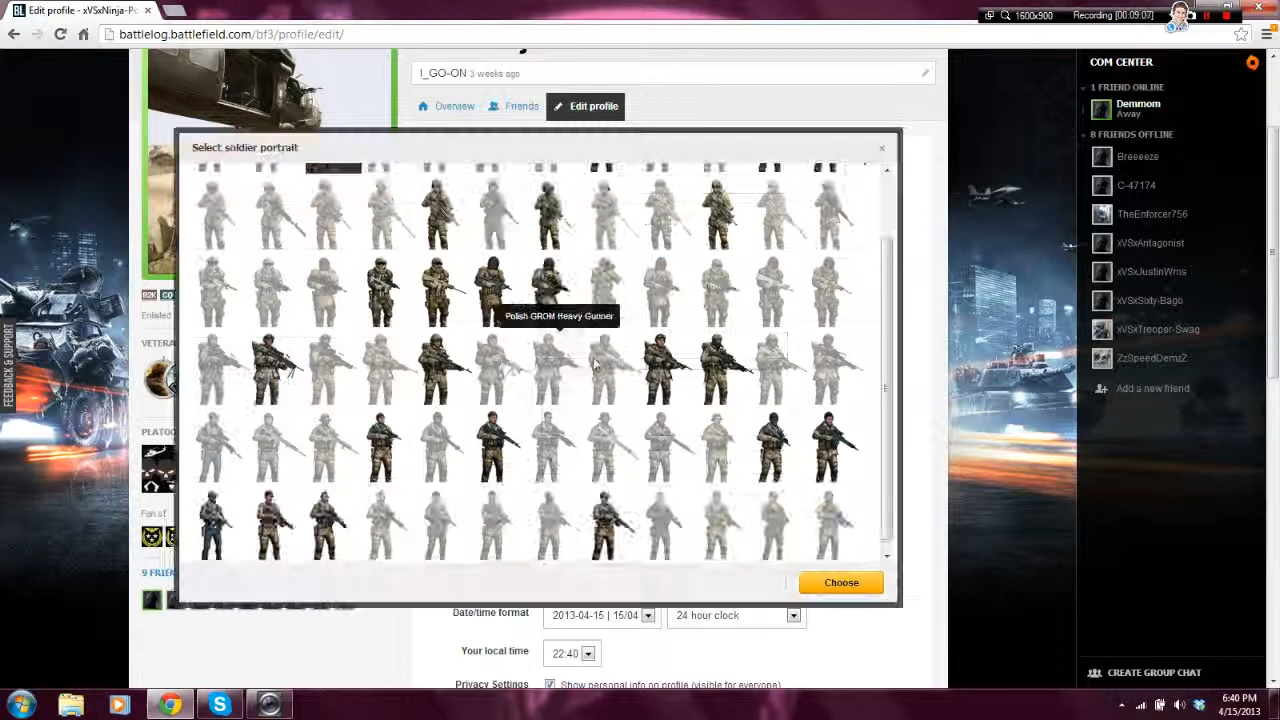 Edit profile - xVSxNinja-Po
1600x900
Recording [00:09:07]
battlelog.battlefield.com/bf3/profile/edit/
I_GO-ON 3 weeks ago
Overview
Friends
Edit profile
Select soldier portrait
Polish GROM Heavy Gunner
Choose
B2K
Enlisted
VETERA
PLATOO
Fan of
9 FRIEN
FEEDBACK & SUPPORT
Date/time format
2013-04-15 | 15/04
24 hour clock
Your local time
22:40
Privacy Settings
Show personal info on profile (visible for everyone)
COM CENTER
1 FRIEND ONLINE
Demmom
Away
8 FRIENDS OFFLINE
Breeeeze
C-47174
TheEnforcer756
xVSxAntagonist
xVSxJustinWms
xVSxSixty-Bago
xVSxTrooper-Swag
ZzSpeedDemzZ
Add a new friend
CREATE GROUP CHAT
6:40 PM
4/15/2013